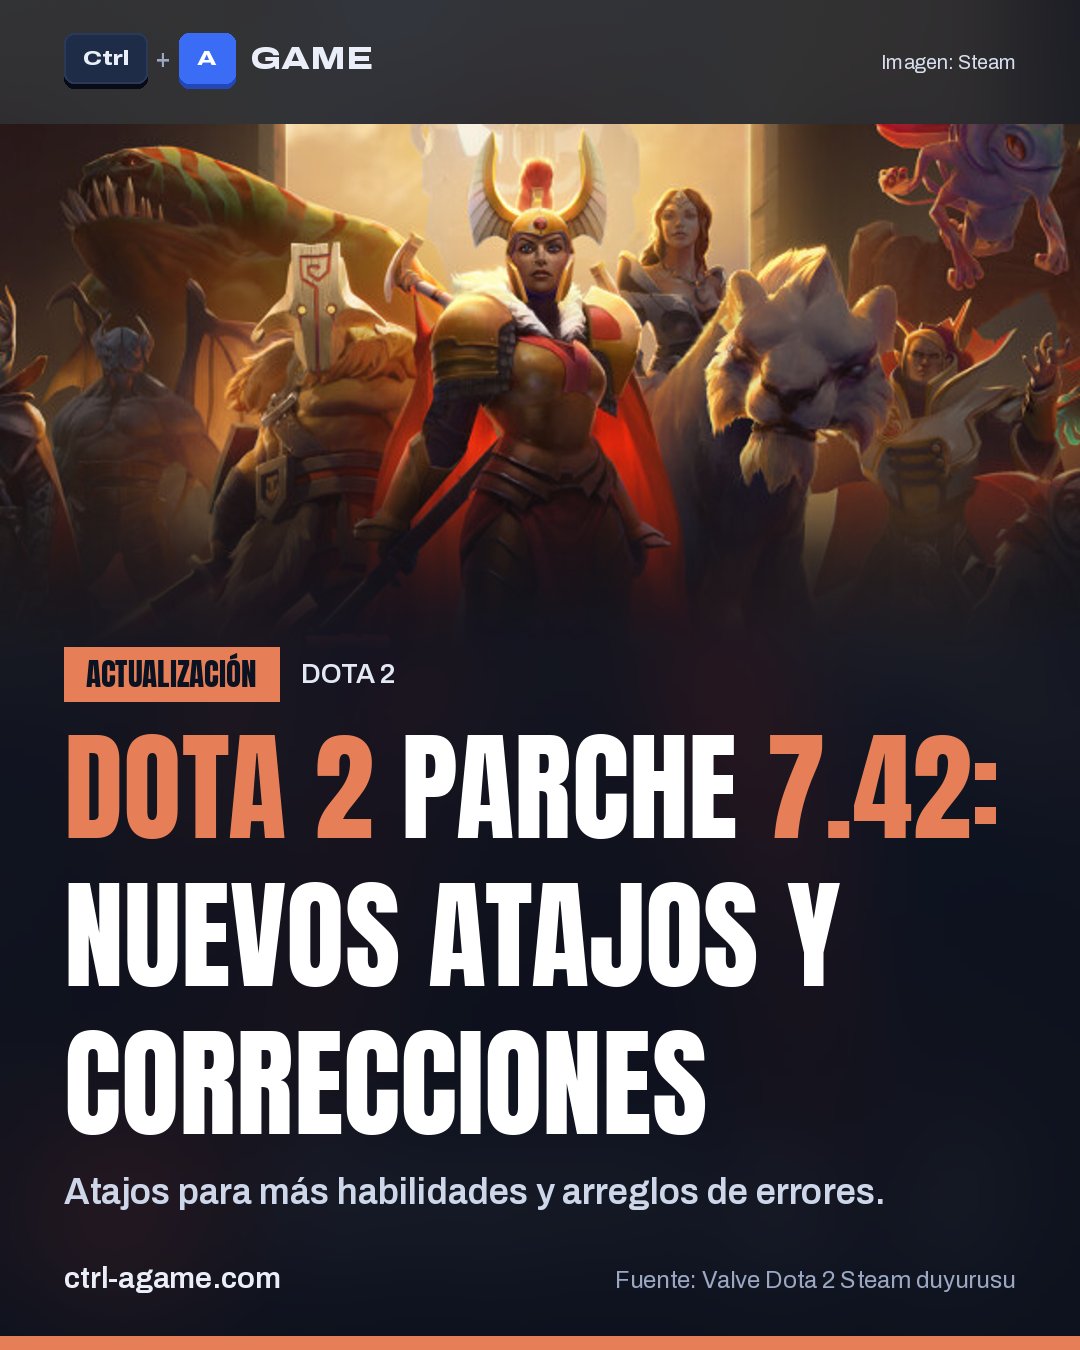 Ctrl + A GAME
Imagen: Steam
ACTUALIZACIÓN DOTA 2
DOTA 2 PARCHE 7.42:
NUEVOS ATAJOS Y
CORRECCIONES
Atajos para más habilidades y arreglos de errores.
ctrl-agame.com
Fuente: Valve Dota 2 Steam duyurusu